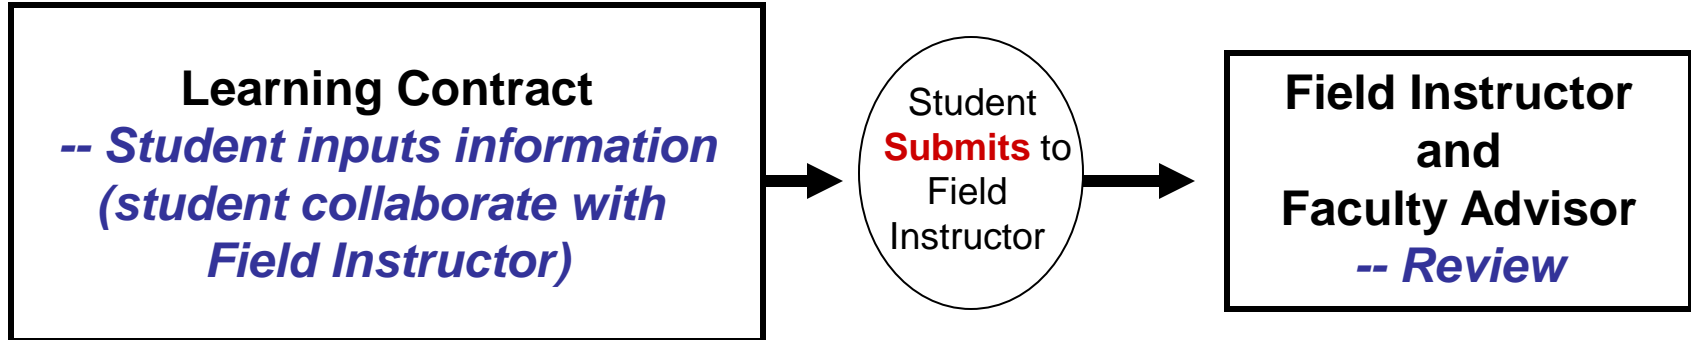 Learning Contract
-- Student inputs information
(student collaborate with
Field Instructor)
Student
Submits to
Field
Instructor
Field Instructor
and
Faculty Advisor
-- Review